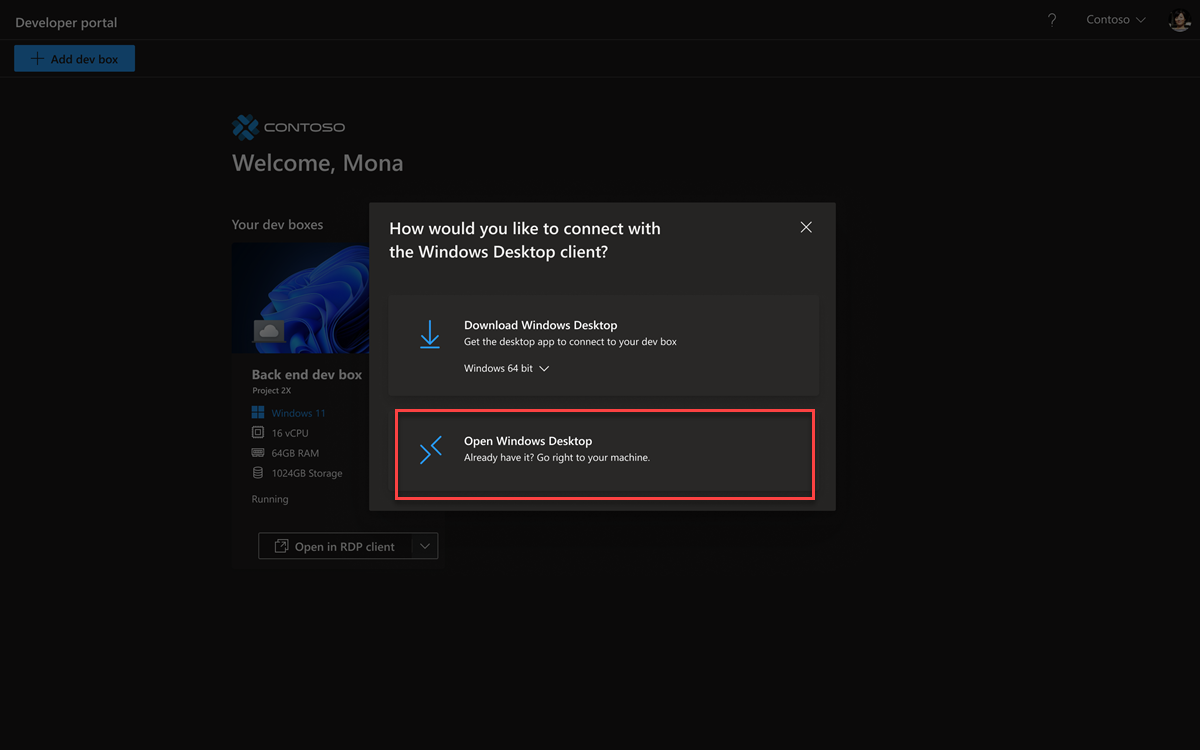 Developer portal
?
Contoso
Add dev box
CONTOSO
Welcome, Mona
Your dev boxes
Back end dev box
Project 2X
Windows 11
16 vCPU
64GB RAM
1024GB Storage
Running
Open in RDP client
How would you like to connect with
the Windows Desktop client?
Download Windows Desktop
Get the desktop app to connect to your dev box
Windows 64 bit
Open Windows Desktop
Already have it? Go right to your machine.